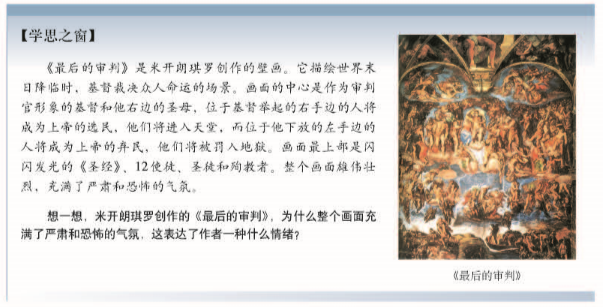 【学思之窗】
《最后的审判》是米开朗琪罗创作的壁画。它描绘世界末
日降临时，基督裁决众人命运的场景。画面的中心是作为审判
官形象的基督和他右边的圣母，位于基督举起的右手边的人将
成为上帝的选民，他们将进入天堂，而位于他下放的左手边的
人将成为上帝的弃民，他们将被罚入地狱。画面最上部是闪
闪发光的《圣经》、12使徒、圣徒和殉教者。整个画面雄伟壮
烈，充满了严肃和恐怖的气氛。
想一想，米开朗琪罗创作的《最后的审判》，为什么整个画面充
满了严肃和恐怖的气氛，这表达了作者一种什么情绪？
《最后的审判》